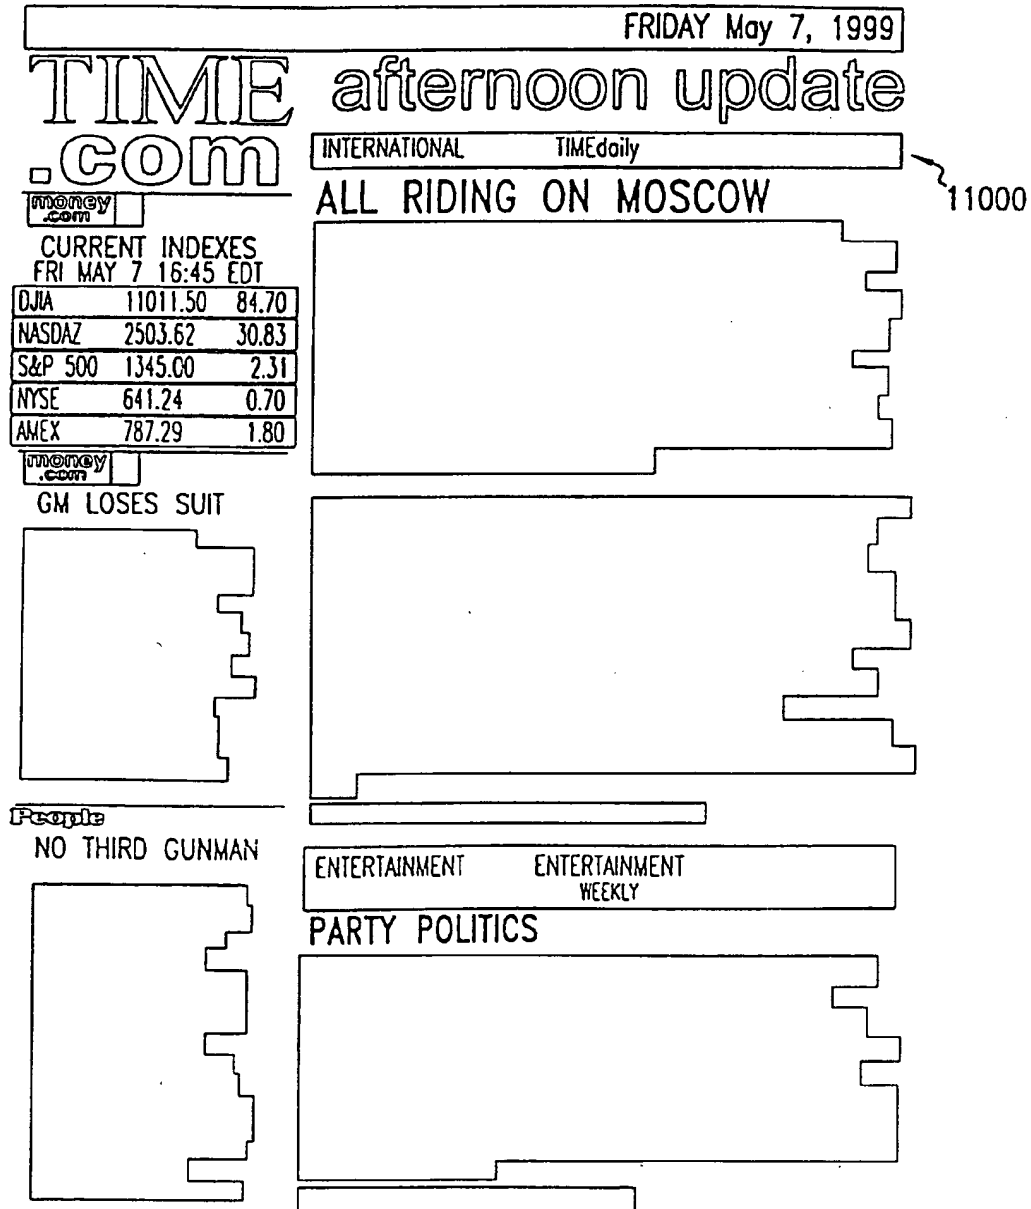 FRIDAY May 7, 1999
TIME
.com
afternoon update
INTERNATIONAL TIMEdaily
11000
ALL RIDING ON MOSCOW
money
.com
CURRENT INDEXES
FRI MAY 7 16:45 EDT
DJIA 11011.50 84.70
NASDAZ 2503.62 30.83
S&P 500 1345.00 2.31
NYSE 641.24 0.70
AMEX 787.29 1.80
money
.com
GM LOSES SUIT
People
NO THIRD GUNMAN
ENTERTAINMENT ENTERTAINMENT
WEEKLY
PARTY POLITICS